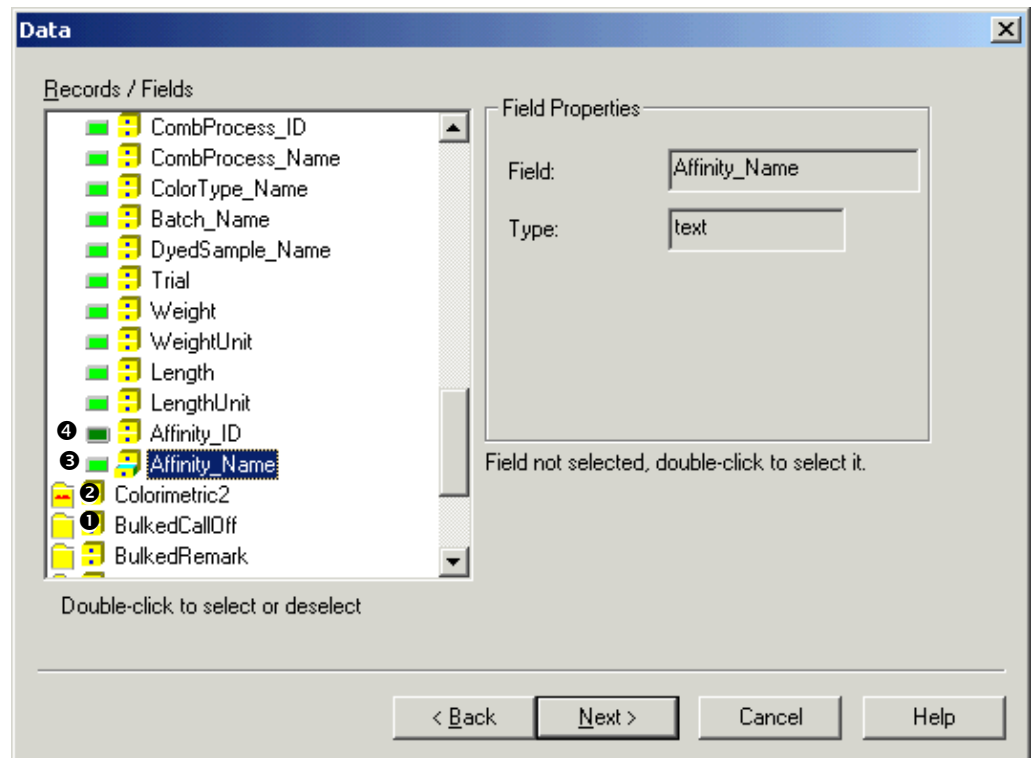 Data
Records / Fields
CombProcess_ID
CombProcess_Name
ColorType_Name
Batch_Name
DyedSample_Name
Trial
Weight
WeightUnit
Length
LengthUnit
❹ Affinity_ID
❸ Affinity_Name
❷ Colorimetric2
❶ BulkedCallOff
BulkedRemark
Double-click to select or deselect
Field Properties
Field: Affinity_Name
Type: text
Field not selected, double-click to select it.
< Back Next > Cancel Help